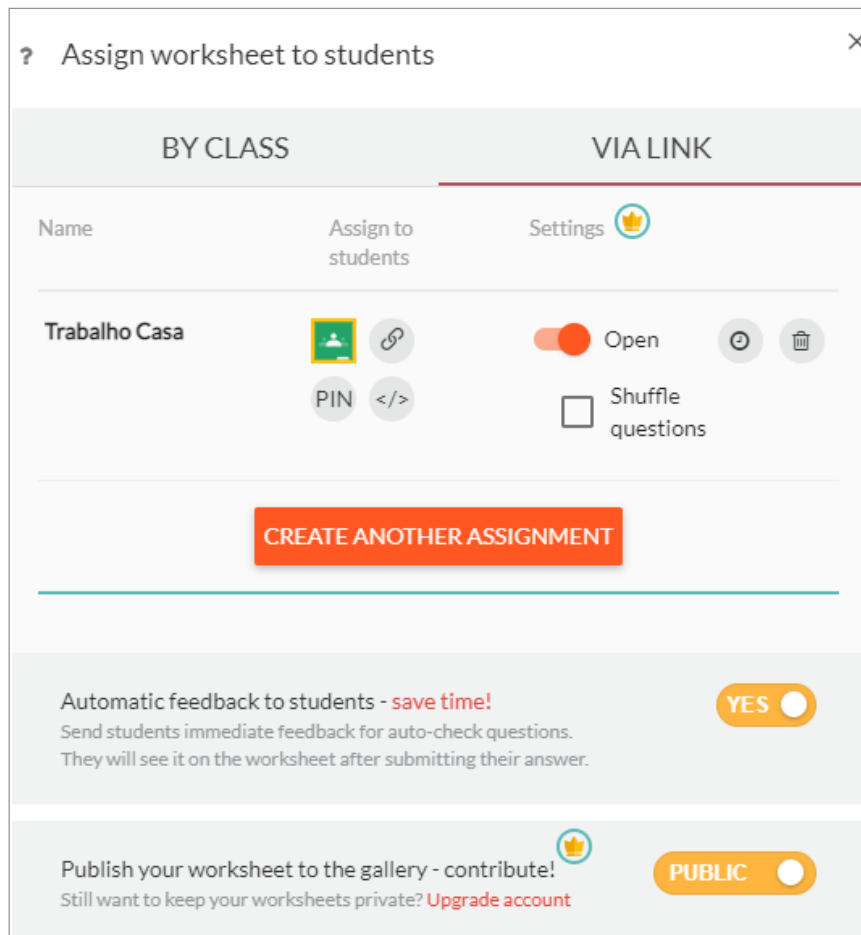 ? Assign worksheet to students ×
BY CLASS VIA LINK
Name Assign to Settings
students
Trabalho Casa Open
PIN </> Shuffle
questions
CREATE ANOTHER ASSIGNMENT
Automatic feedback to students - save time! YES
Send students immediate feedback for auto-check questions.
They will see it on the worksheet after submitting their answer.
Publish your worksheet to the gallery - contribute! PUBLIC
Still want to keep your worksheets private? Upgrade account